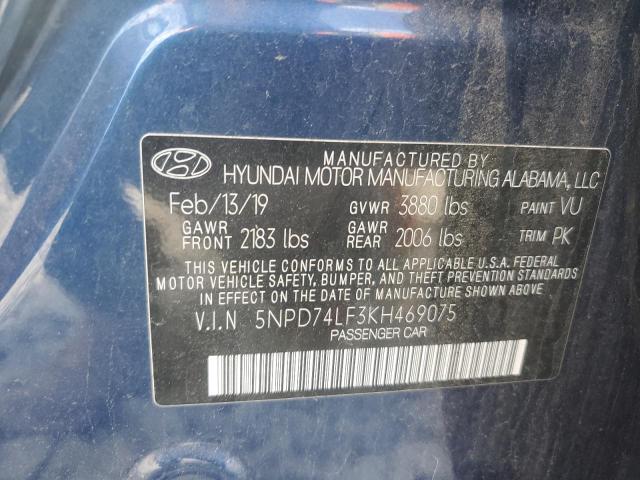 MANUFACTURED BY
HYUNDAI MOTOR MANUFACTURING ALABAMA, LLC
Feb/13/19 GVWR 3880 lbs PAINT VU
GAWR FRONT 2183 lbs GAWR REAR 2006 lbs TRIM PK
THIS VEHICLE CONFORMS TO ALL APPLICABLE U.S.A. FEDERAL
MOTOR VEHICLE SAFETY, BUMPER, AND THEFT PREVENTION STANDARDS
IN EFFECT ON THE DATE OF MANUFACTURE SHOWN ABOVE.
V.I.N 5NPD74LF3KH469075
PASSENGER CAR